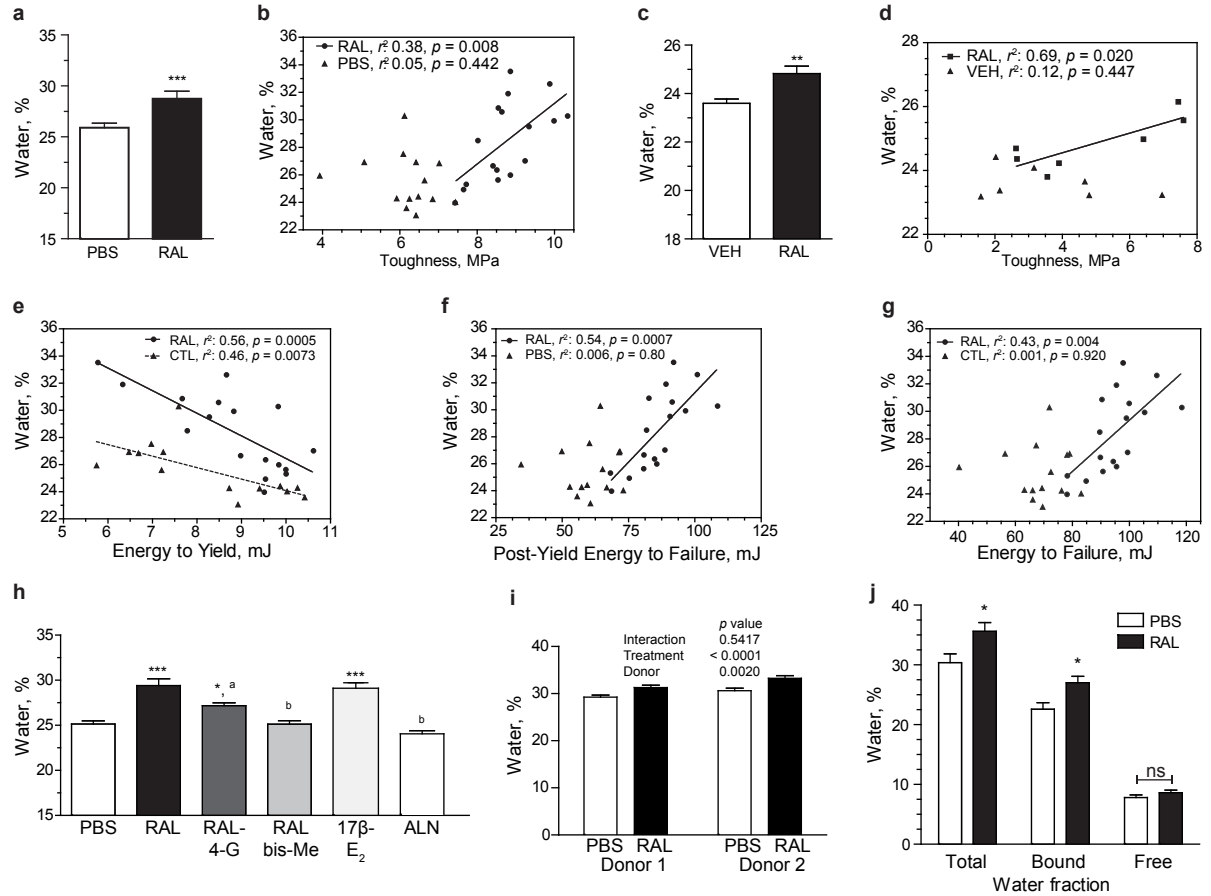 a
Water, %
35
30
25
20
15
***
PBS
RAL
b
Water, %
36
34
32
30
28
26
24
22
RAL, r²: 0.38, p = 0.008
PBS, r²: 0.05, p = 0.442
4 6 8 10
Toughness, MPa
c
Water, %
26
24
22
20
18
**
VEH
RAL
d
Water, %
28
26
24
22
RAL, r²: 0.69, p = 0.020
VEH, r²: 0.12, p = 0.447
0 2 4 6 8
Toughness, MPa
e
Water, %
36
34
32
30
28
26
24
22
RAL, r²: 0.56, p = 0.0005
CTL, r²: 0.46, p = 0.0073
5 6 7 8 9 10 11
Energy to Yield, mJ
f
Water, %
36
34
32
30
28
26
24
22
RAL, r²: 0.54, p = 0.0007
PBS, r²: 0.006, p = 0.80
25 50 75 100 125
Post-Yield Energy to Failure, mJ
g
Water, %
36
34
32
30
28
26
24
22
RAL, r²: 0.43, p = 0.004
CTL, r²: 0.001, p = 0.920
40 60 80 100 120
Energy to Failure, mJ
h
Water, %
35
30
25
15
***
*, a
b
***
b
PBS RAL RAL- RAL 17β- ALN
4-G bis-Me E₂
i
Water, %
40
30
20
10
0
p value
Interaction 0.5417
Treatment < 0.0001
Donor 0.0020
PBS RAL PBS RAL
Donor 1 Donor 2
j
Water, %
40
30
20
10
0
PBS
RAL
*
*
ns
Total Bound Free
Water fraction